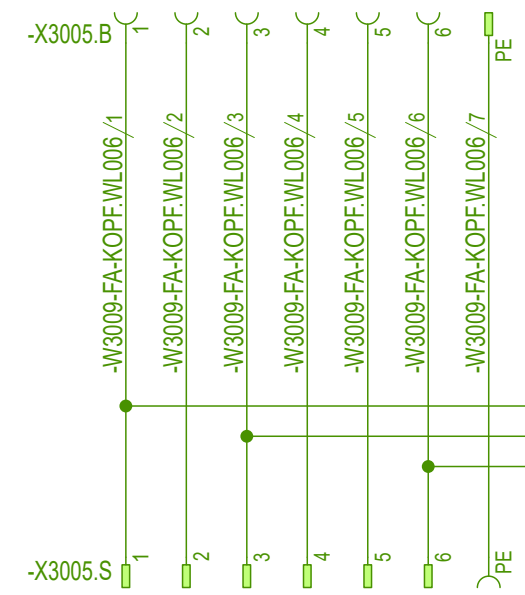 -X3005.B
1
2
3
4
5
6
PE
-W3009-FA-KOPF.WL006 /1
-W3009-FA-KOPF.WL006 /2
-W3009-FA-KOPF.WL006 /3
-W3009-FA-KOPF.WL006 /4
-W3009-FA-KOPF.WL006 /5
-W3009-FA-KOPF.WL006 /6
-W3009-FA-KOPF.WL006 /7
-X3005.S
1
2
3
4
5
6
PE